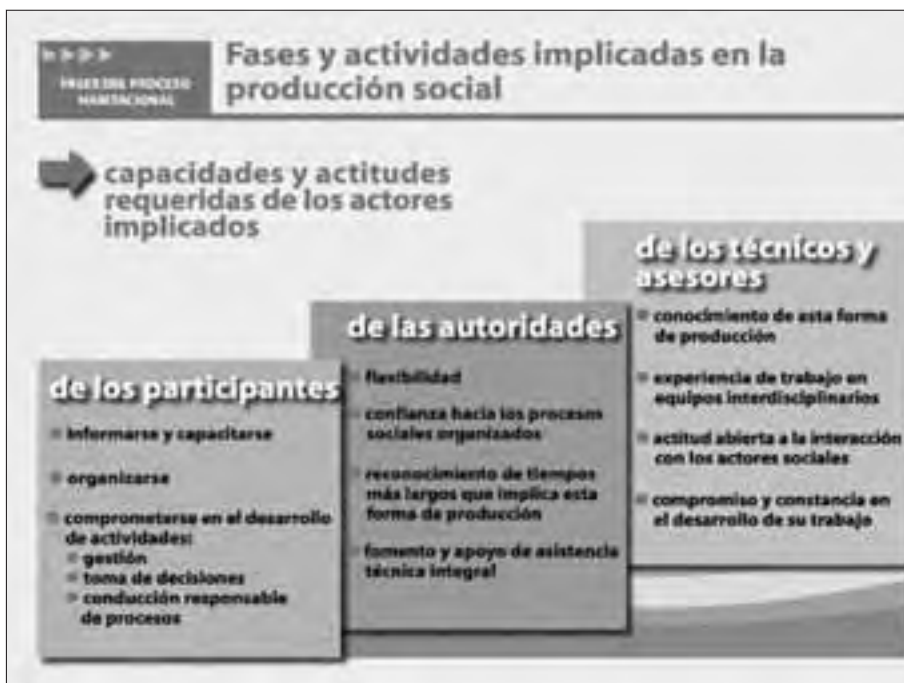 FASES DEL PROCESO
HABITACIONAL
Fases y actividades implicadas en la
producción social
capacidades y actitudes
requeridas de los actores
implicados
de los participantes
informarse y capacitarse
organizarse
comprometerse en el desarrollo
de actividades:
gestión
toma de decisiones
conducción responsable
de procesos
de las autoridades
flexibilidad
confianza hacia los procesos
sociales organizados
reconocimiento de tiempos
más largos que implica esta
forma de producción
fomento y apoyo de asistencia
técnica integral
de los técnicos y
asesores
conocimiento de esta forma
de producción
experiencia de trabajo en
equipos interdisciplinarios
actitud abierta a la interacción
con los actores sociales
compromiso y constancia en
el desarrollo de su trabajo